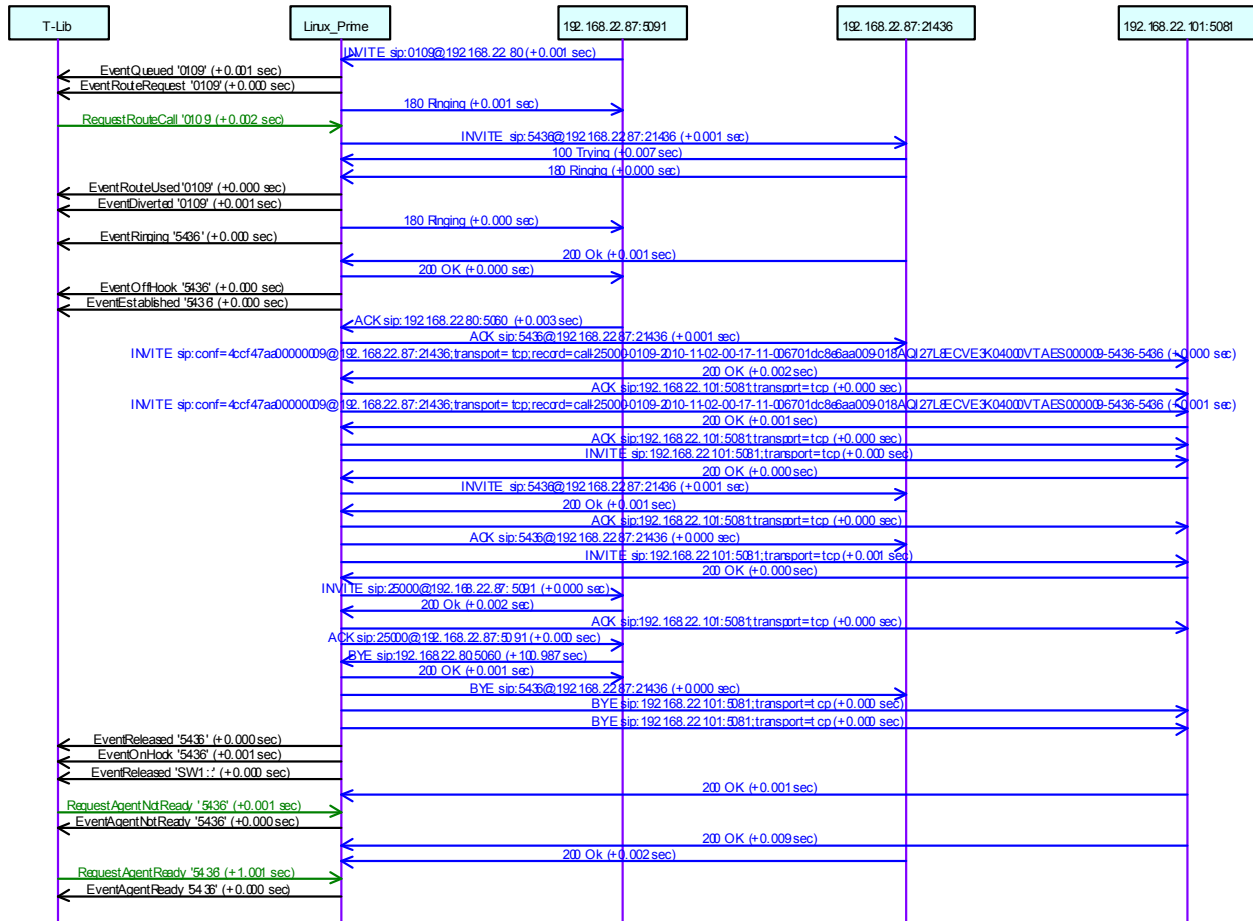 T-Lib
Linux_Prime
192.168.22.87:5091
192.168.22.87:21436
192.168.22.101:5081
INVITE sip:0109@192.168.22.80 (+0.001 sec)
EventQueued '0109' (+0.001 sec)
EventRouteRequest '0109' (+0.000 sec)
180 Ringing (+0.001 sec)
RequestRouteCall '0109' (+0.002 sec)
INVITE sip:5436@192.168.22.87:21436 (+0.001 sec)
100 Trying (+0.007 sec)
180 Ringing (+0.000 sec)
EventRouteUsed '0109' (+0.000 sec)
EventDiverted '0109' (+0.001 sec)
180 Ringing (+0.000 sec)
EventRinging '5436' (+0.000 sec)
200 Ok (+0.001 sec)
200 OK (+0.000 sec)
EventOffHook '5436' (+0.000 sec)
EventEstablished '5436' (+0.000 sec)
ACK sip:192.168.22.80:5060 (+0.003 sec)
ACK sip:5436@192.168.22.87:21436 (+0.001 sec)
INVITE sip:conf=4ccf47aa00000009@192.168.22.87:21436;transport=tcp;record=call-25000-0109-2010-11-02-00-17-11-006701dc8e6aa009-018AQI27L8ECVE3K04000VTAES000009-5436-5436 (+0.000 sec)
200 OK (+0.002 sec)
ACK sip:192.168.22.101:5081;transport=tcp (+0.000 sec)
INVITE sip:conf=4ccf47aa00000009@192.168.22.87:21436;transport=tcp;record=call-25000-0109-2010-11-02-00-17-11-006701dc8e6aa009-018AQI27L8ECVE3K04000VTAES000009-5436-5436 (+0.001 sec)
200 OK (+0.001 sec)
ACK sip:192.168.22.101:5081;transport=tcp (+0.000 sec)
INVITE sip:192.168.22.101:5081;transport=tcp (+0.000 sec)
200 OK (+0.000 sec)
INVITE sip:5436@192.168.22.87:21436 (+0.001 sec)
200 Ok (+0.001 sec)
ACK sip:192.168.22.101:5081;transport=tcp (+0.000 sec)
ACK sip:5436@192.168.22.87:21436 (+0.000 sec)
INVITE sip:192.168.22.101:5081;transport=tcp (+0.001 sec)
200 OK (+0.000 sec)
INVITE sip:25000@192.168.22.87:5091 (+0.000 sec)
200 Ok (+0.002 sec)
ACK sip:192.168.22.101:5081;transport=tcp (+0.000 sec)
ACK sip:25000@192.168.22.87:5091 (+0.000 sec)
BYE sip:192.168.22.80:5060 (+100.987 sec)
200 OK (+0.001 sec)
BYE sip:5436@192.168.22.87:21436 (+0.000 sec)
BYE sip:192.168.22.101:5081;transport=tcp (+0.000 sec)
BYE sip:192.168.22.101:5081;transport=tcp (+0.000 sec)
EventReleased '5436' (+0.000 sec)
EventOnHook '5436' (+0.001 sec)
EventReleased 'SW1::' (+0.000 sec)
200 OK (+0.001 sec)
RequestAgentNotReady '5436' (+0.001 sec)
EventAgentNotReady '5436' (+0.000 sec)
200 OK (+0.009 sec)
200 Ok (+0.002 sec)
RequestAgentReady '5436' (+1.001 sec)
EventAgentReady '5436' (+0.000 sec)